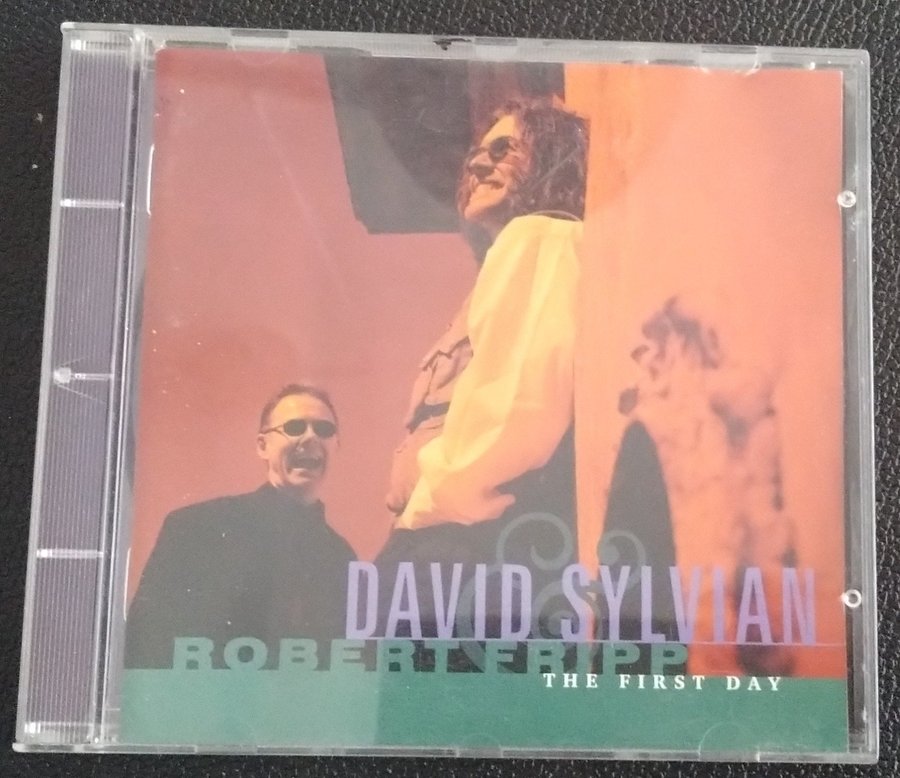 DAVID SYLVIAN
&
ROBERT FRIPP
THE FIRST DAY